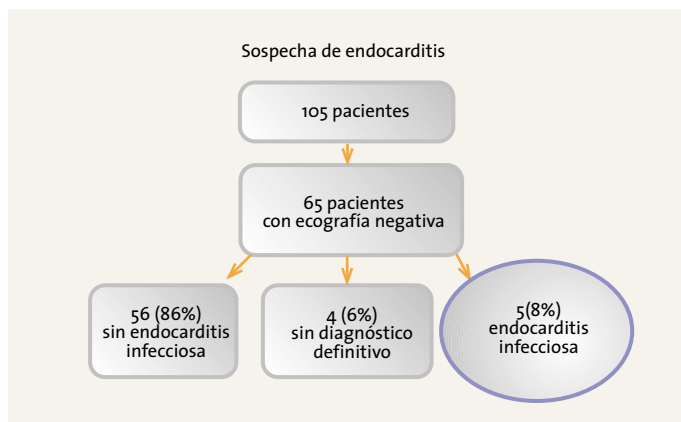 Sospecha de endocarditis
105 pacientes
65 pacientes
con ecografía negativa
56 (86%)
sin endocarditis
infecciosa
4 (6%)
sin diagnóstico
definitivo
5(8%)
endocarditis
infecciosa